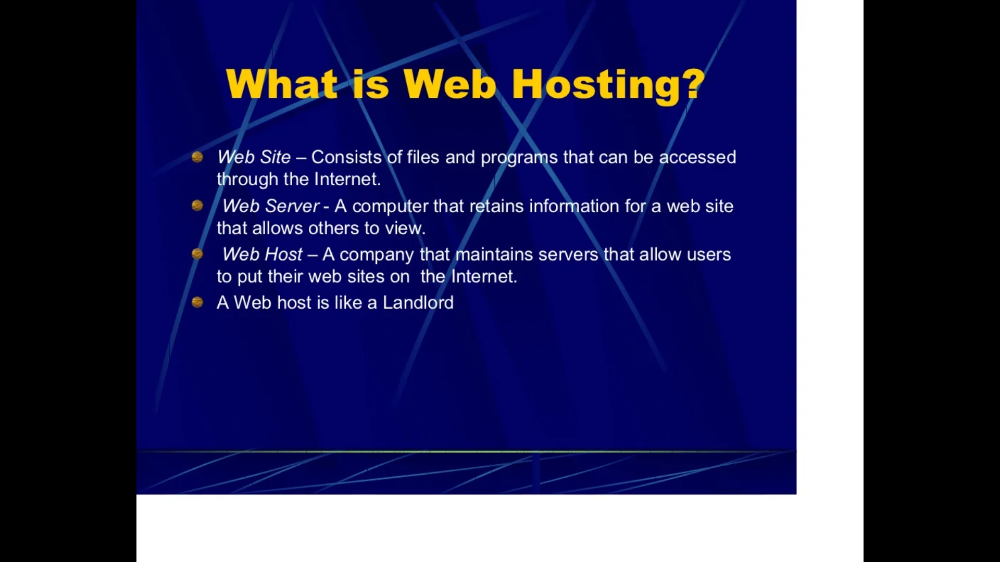 What is Web Hosting?
Web Site – Consists of files and programs that can be accessed
through the Internet.
Web Server - A computer that retains information for a web site
that allows others to view.
Web Host – A company that maintains servers that allow users
to put their web sites on  the Internet.
A Web host is like a Landlord